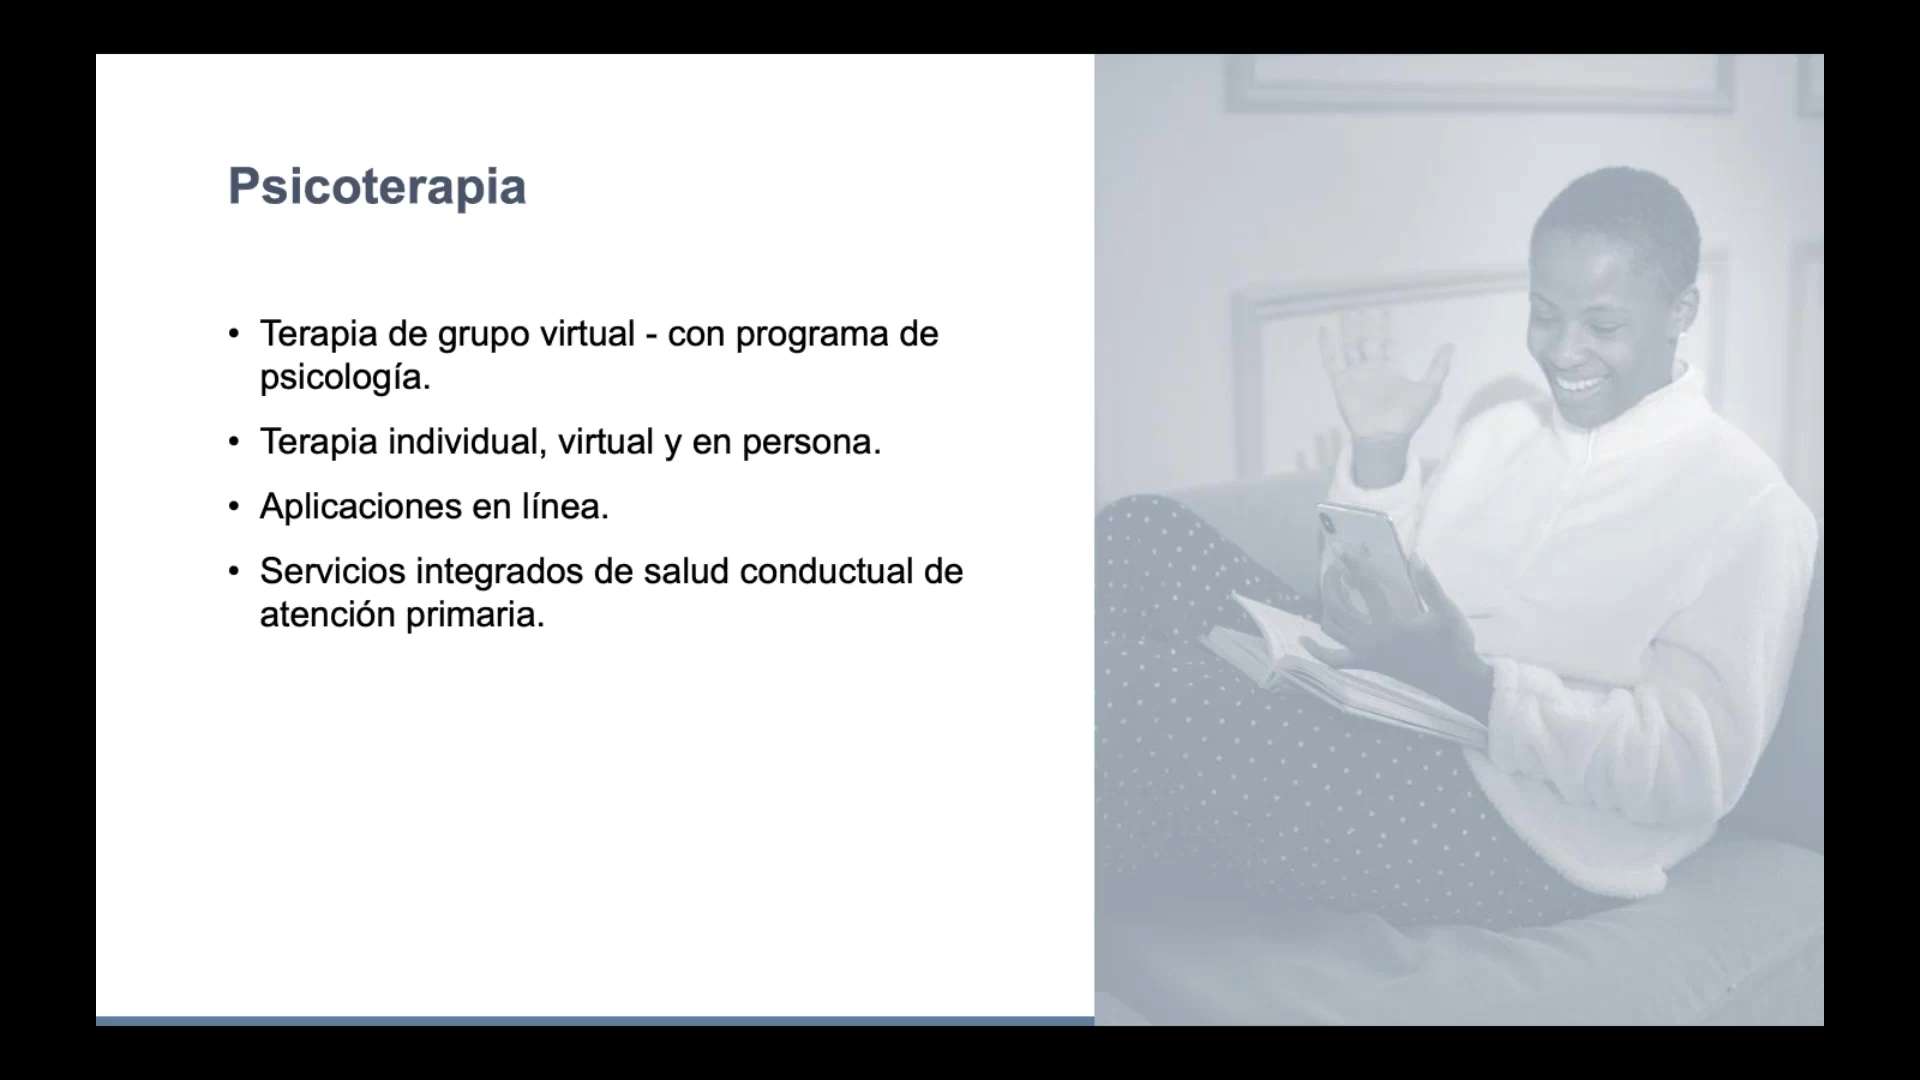 Psicoterapia
• Terapia de grupo virtual - con programa de
psicología.
• Terapia individual, virtual y en persona.
• Aplicaciones en línea.
• Servicios integrados de salud conductual de
atención primaria.